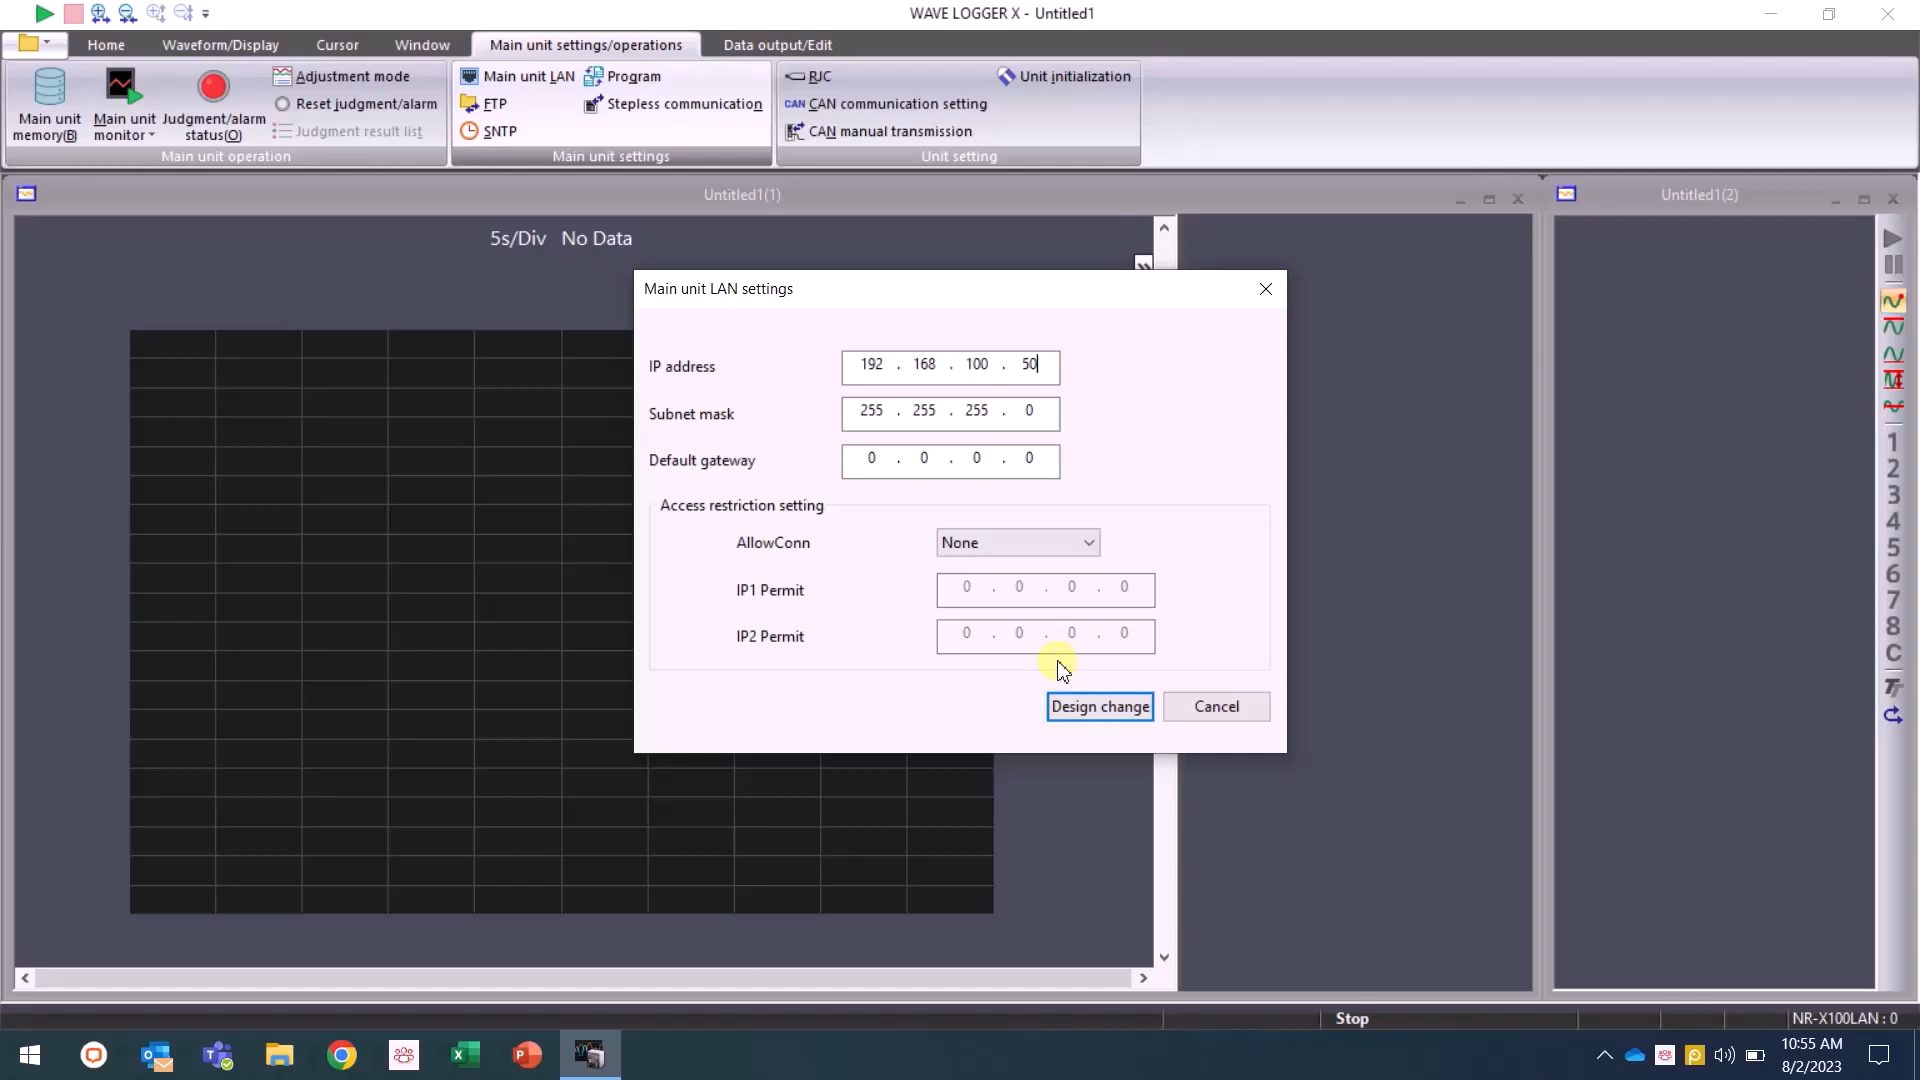 WAVE LOGGER X - Untitled1
Home Waveform/Display Cursor Window Main unit settings/operations Data output/Edit
Main unit memory(B)
Main unit monitor
Judgment/alarm status(O)
Adjustment mode
Reset judgment/alarm
Judgment result list
Main unit operation
Main unit LAN
FTP
SNTP
Program
Stepless communication
Main unit settings
RJC
CAN CAN communication setting
CAN manual transmission
Unit initialization
Unit setting
Untitled1(1)
Untitled1(2)
5s/Div No Data
Main unit LAN settings
IP address 192 . 168 . 100 . 50
Subnet mask 255 . 255 . 255 . 0
Default gateway 0 . 0 . 0 . 0
Access restriction setting
AllowConn None
IP1 Permit 0 . 0 . 0 . 0
IP2 Permit 0 . 0 . 0 . 0
Design change Cancel
1
2
3
4
5
6
7
8
C
Stop
NR-X100LAN : 0
10:55 AM
8/2/2023